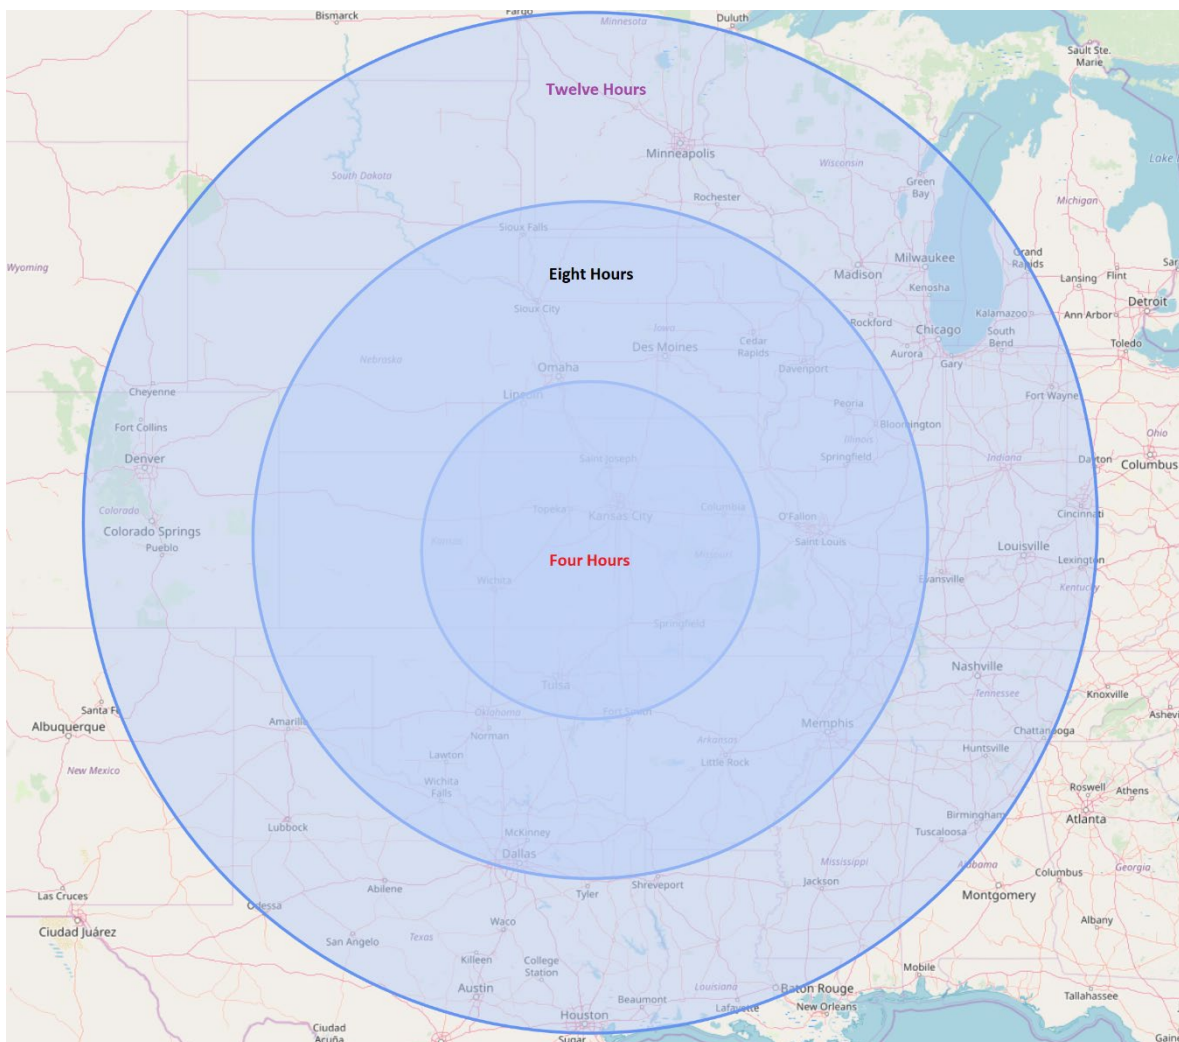 Bismarck
Fargo
Minnesota
Duluth
Sault Ste.
Marie
Twelve Hours
Minneapolis
Wisconsin
Lake
South Dakota
Green
Bay
Rochester
Michigan
Sioux Falls
Wyoming
Eight Hours
Milwaukee
Madison
Grand
Rapids
Lansing
Flint
Sar
Kenosha
Sioux City
Detroit
Iowa
Rockford
Kalamazoo
Ann Arbor
Des Moines
Cedar
Rapids
Chicago
South
Bend
Toledo
Nebraska
Aurora
Gary
Omaha
Davenport
Cheyenne
Lincoln
Peoria
Fort Wayne
Fort Collins
Bloomington
Illinois
Ohio
Denver
Saint Joseph
Springfield
Indiana
Dayton
Columbus
Colorado
Topeka
Kansas City
Columbia
O'Fallon
Cincinnati
Colorado Springs
Pueblo
Kansas
Missouri
Saint Louis
Louisville
Four Hours
Lexington
Wichita
Evansville
Kentucky
Springfield
Nashville
Tulsa
Tennessee
Knoxville
Santa Fe
Albuquerque
Amarillo
Oklahoma
Fort Smith
Norman
Memphis
Chattanooga
Ashevi
Arkansas
Lawton
Little Rock
Huntsville
New Mexico
Wichita
Falls
Roswell
Athens
Lubbock
McKinney
Birmingham
Atlanta
Dallas
Tuscaloosa
Mississippi
Alabama
Georgia
Las Cruces
Abilene
Tyler
Shreveport
Jackson
Columbus
Montgomery
Odessa
Ciudad Juárez
Waco
Albany
San Angelo
Texas
Killeen
College
Station
Mobile
Austin
Louisiana
Baton Rouge
Tallahassee
Beaumont
Lafayette
New Orleans
Houston
Ciudad
Acuña
Sugar
Gaine